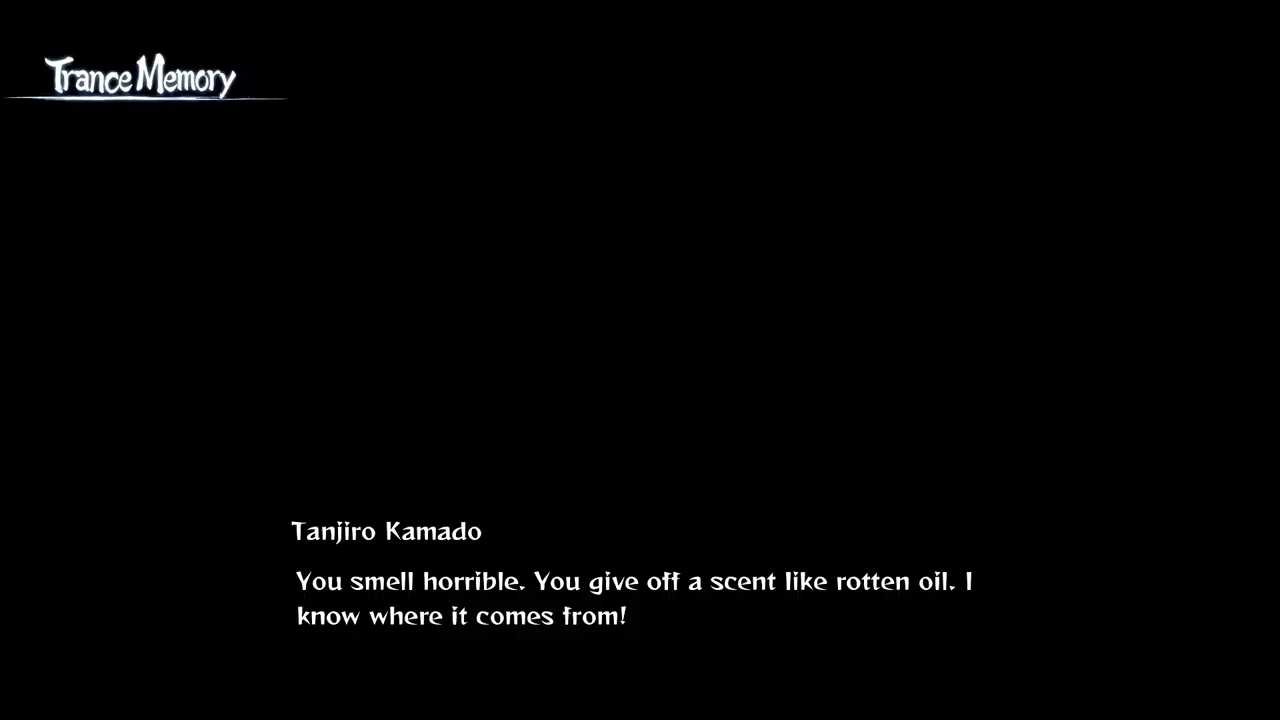 Trance Memory
Tanjiro Kamado
You smell horrible. You give off a scent like rotten oil. I
know where it comes from!